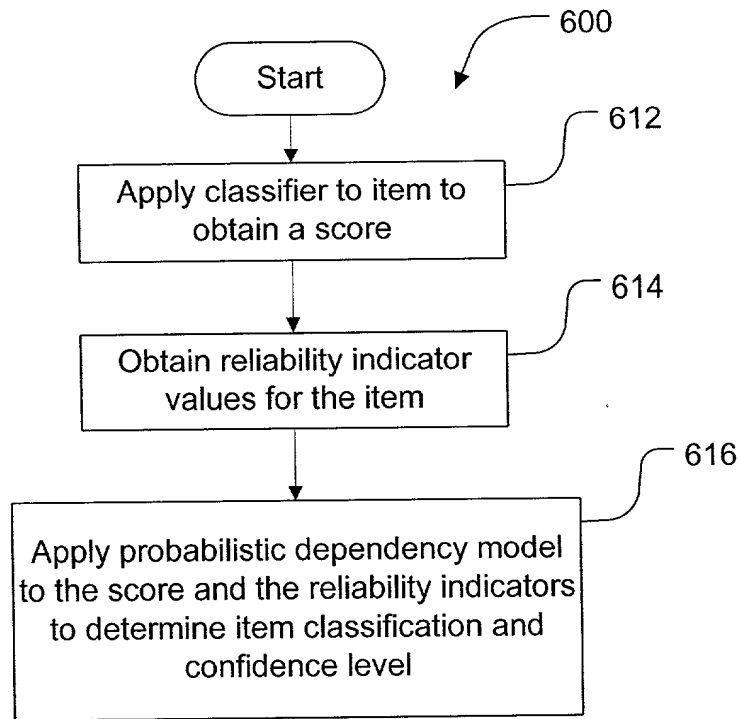 600
Start
612
Apply classifier to item to
obtain a score
614
Obtain reliability indicator
values for the item
616
Apply probabilistic dependency model
to the score and the reliability indicators
to determine item classification and
confidence level